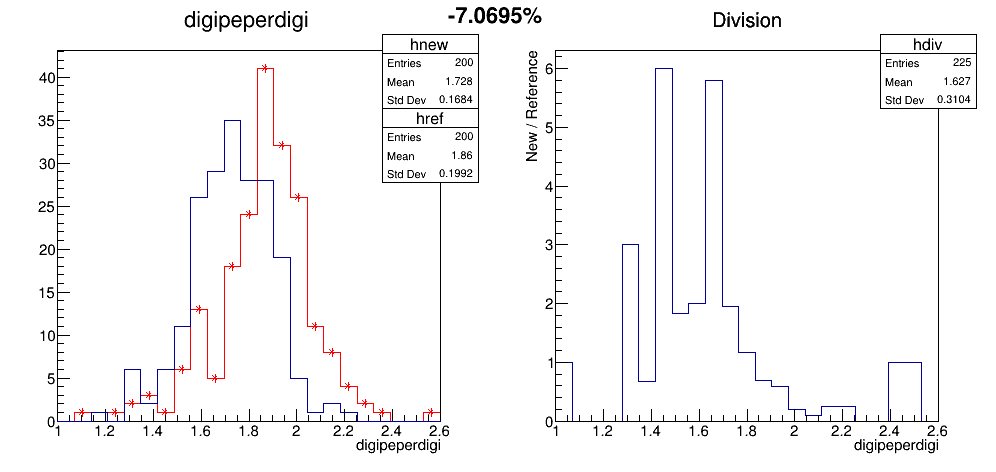 -7.0695%
digipeperdigi
hnew
Entries 200
Mean 1.728
Std Dev 0.1684
href
Entries 200
Mean 1.86
Std Dev 0.1992
40
35
30
25
20
15
10
5
0
1 1.2 1.4 1.6 1.8 2 2.2 2.4 2.6
digipeperdigi
Division
hdiv
Entries 225
Mean 1.627
Std Dev 0.3104
New / Reference
6
5
4
3
2
1
0
1 1.2 1.4 1.6 1.8 2 2.2 2.4 2.6
digipeperdigi